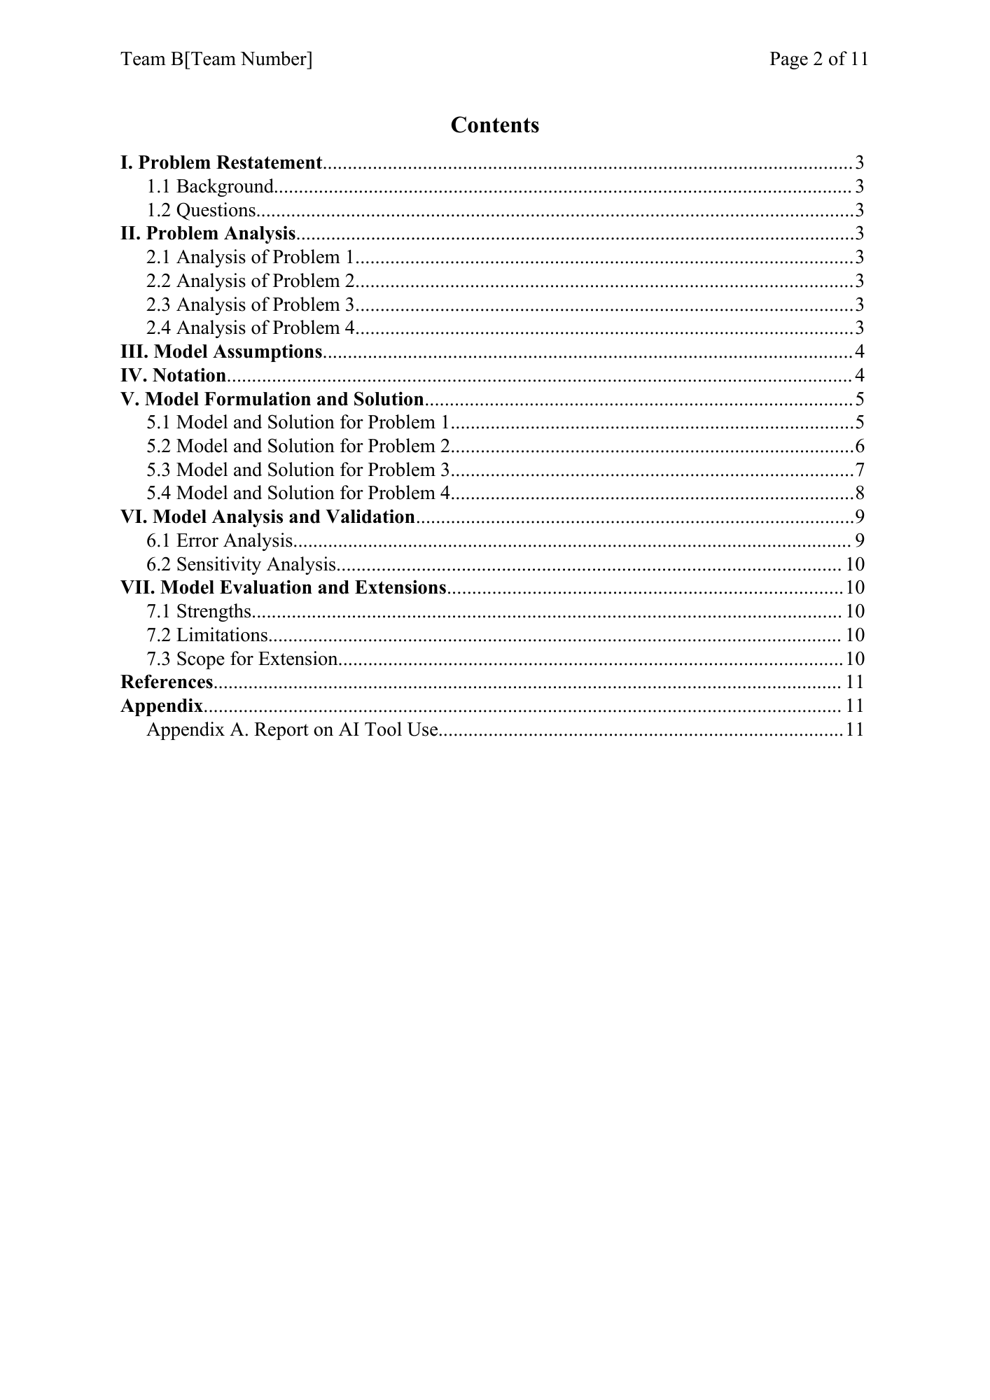 Team B[Team Number] Page 2 of 11
Contents
I. Problem Restatement 3
1.1 Background 3
1.2 Questions 3
II. Problem Analysis 3
2.1 Analysis of Problem 1 3
2.2 Analysis of Problem 2 3
2.3 Analysis of Problem 3 3
2.4 Analysis of Problem 4 3
III. Model Assumptions 4
IV. Notation 4
V. Model Formulation and Solution 5
5.1 Model and Solution for Problem 1 5
5.2 Model and Solution for Problem 2 6
5.3 Model and Solution for Problem 3 7
5.4 Model and Solution for Problem 4 8
VI. Model Analysis and Validation 9
6.1 Error Analysis 9
6.2 Sensitivity Analysis 10
VII. Model Evaluation and Extensions 10
7.1 Strengths 10
7.2 Limitations 10
7.3 Scope for Extension 10
References 11
Appendix 11
Appendix A. Report on AI Tool Use 11